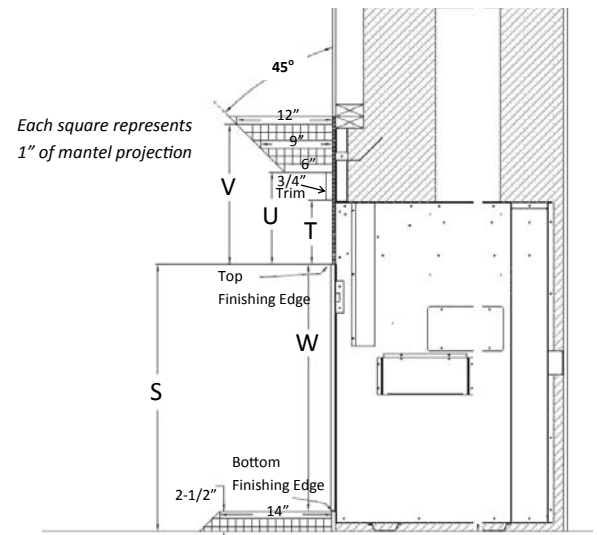 45°
12"
Each square represents
1" of mantel projection
9"
6"
V
3/4"
Trim
U
T
Top
Finishing Edge
W
S
Bottom
Finishing Edge
2-1/2"
14"